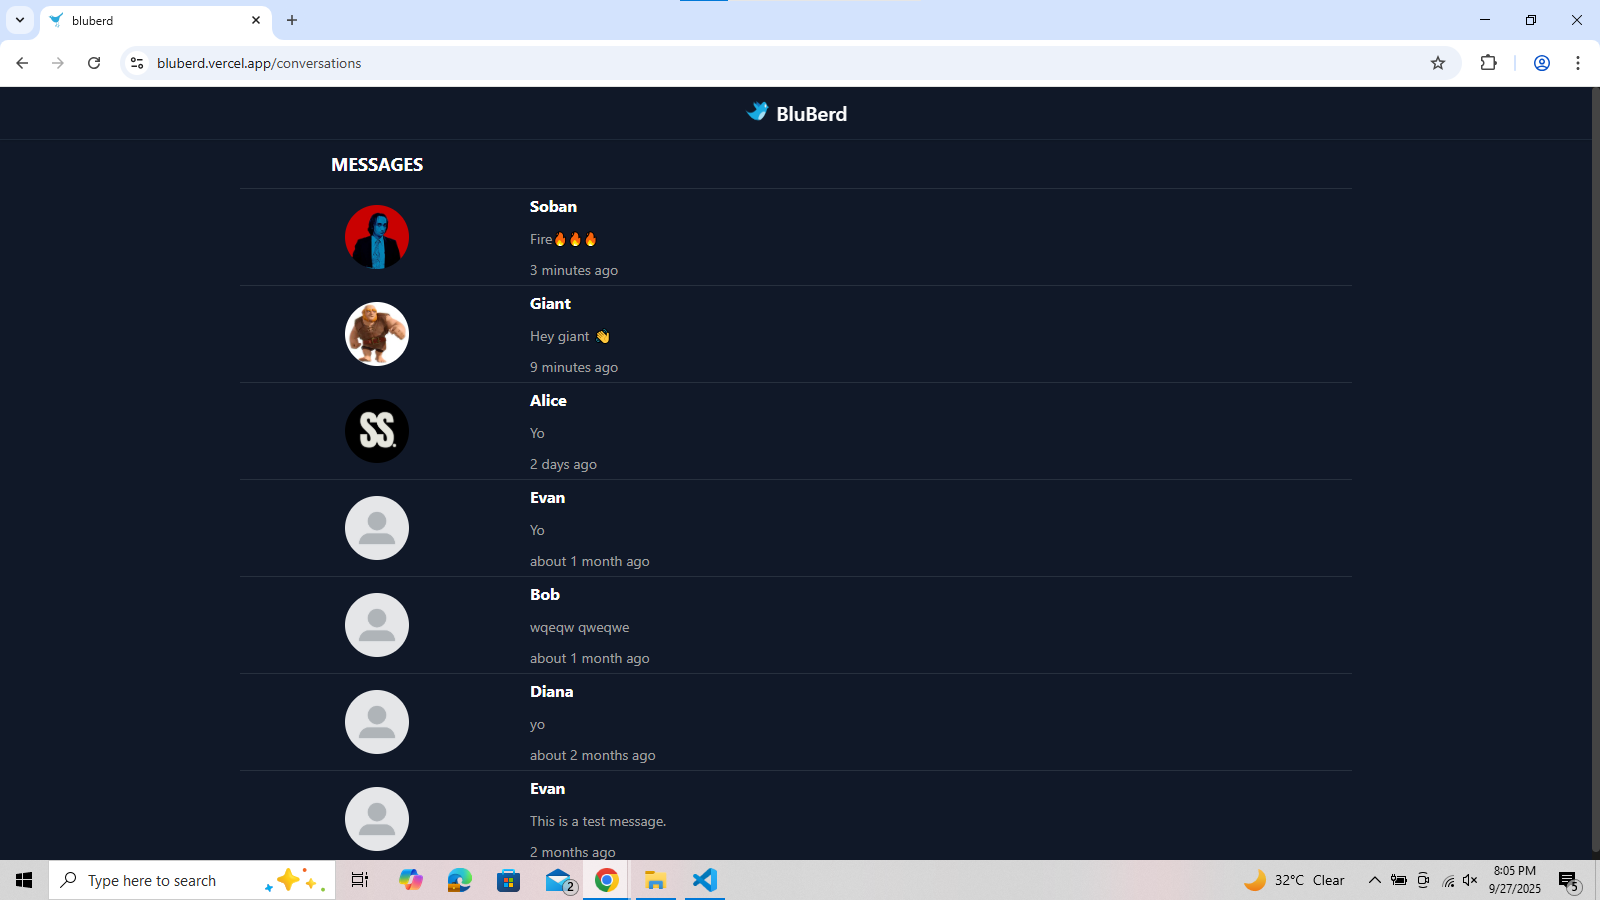 bluberd
bluberd.vercel.app/conversations
BluBerd
MESSAGES
Soban
Fire🔥🔥🔥
3 minutes ago
Giant
Hey giant 👋
9 minutes ago
SS.
Alice
Yo
2 days ago
Evan
Yo
about 1 month ago
Bob
wqeqw qweqwe
about 1 month ago
Diana
yo
about 2 months ago
Evan
This is a test message.
2 months ago
Type here to search
2
32°C Clear
8:05 PM
9/27/2025
5